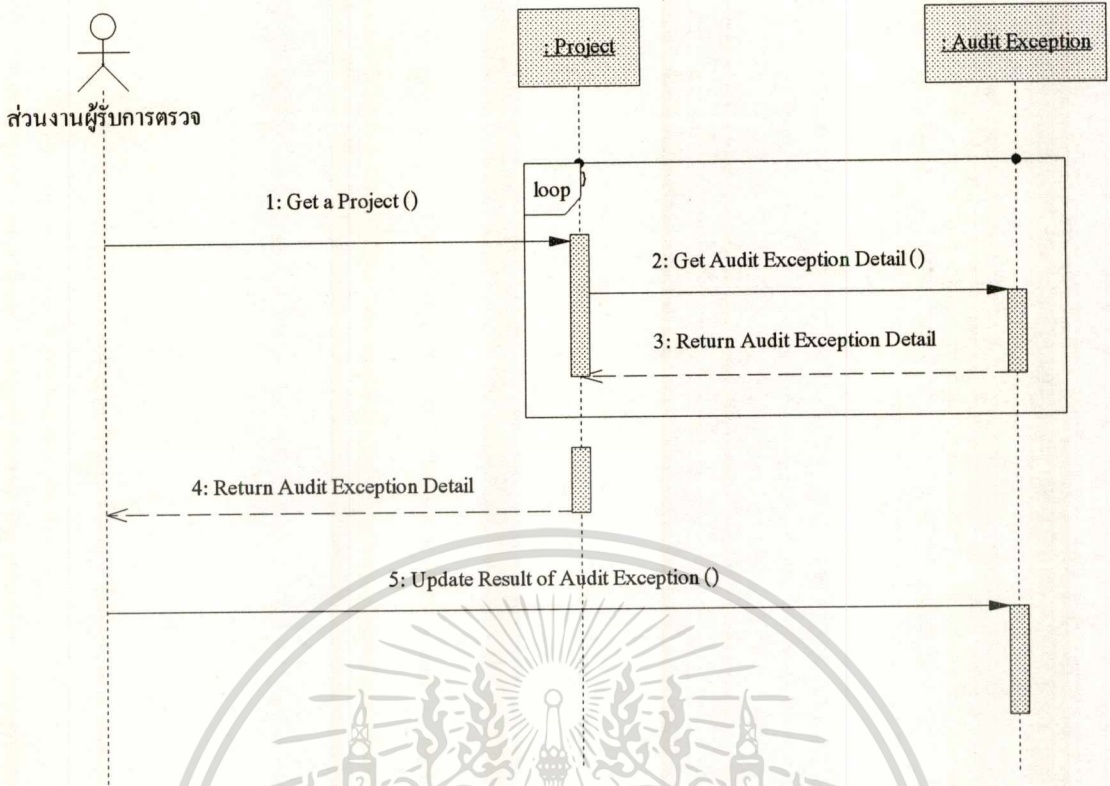 : Project
: Audit Exception
ส่วนงานผู้รับการตรวจ
loop
}
1: Get a Project ()
2: Get Audit Exception Detail ()
3: Return Audit Exception Detail
4: Return Audit Exception Detail
5: Update Result of Audit Exception ()